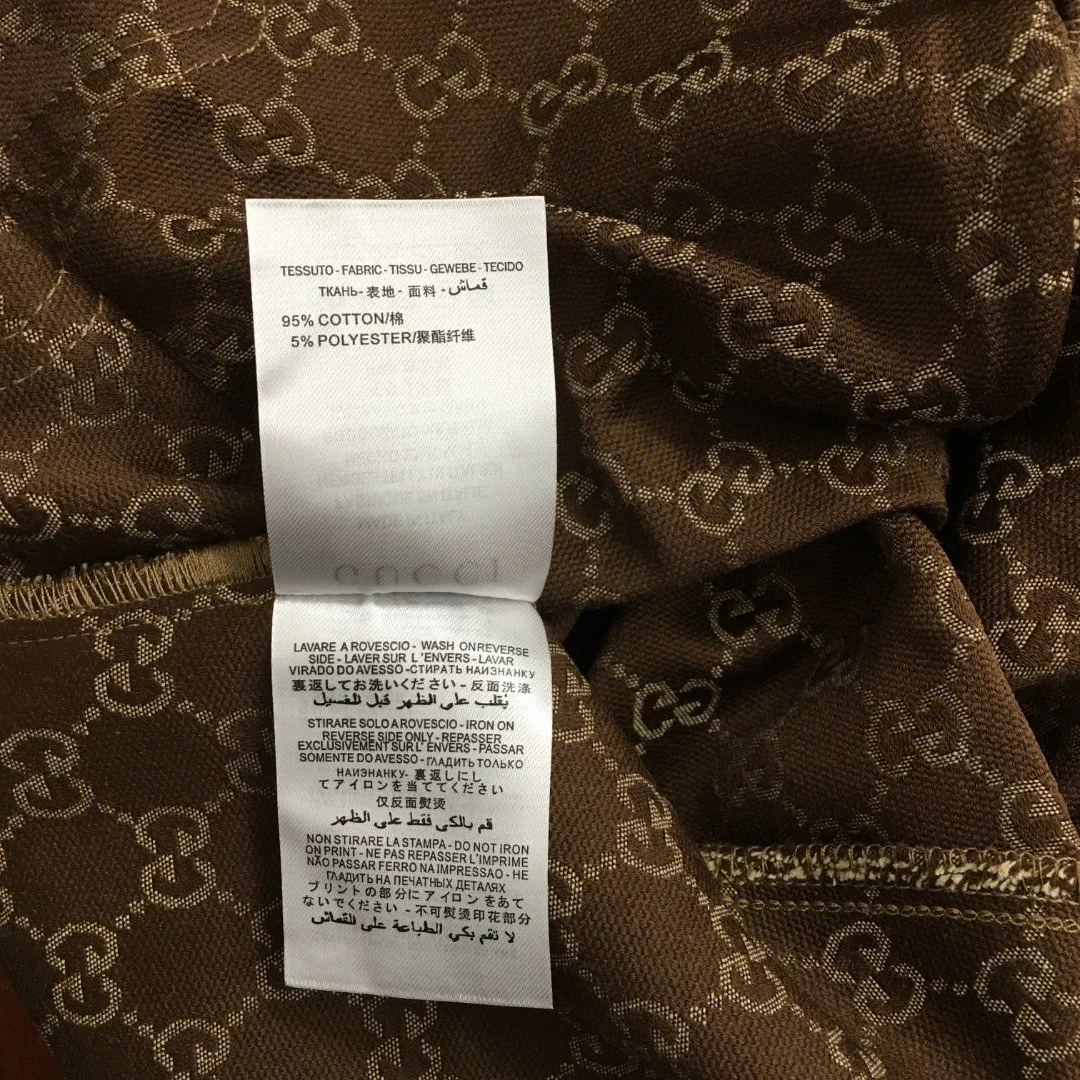 TESSUTO - FABRIC - TISSU - GEWEBE - TECIDO
ТКАНЬ - 表地 - 面料 - قماش
95% COTTON/棉
5% POLYESTER/聚酯纤维
LAVARE A ROVESCIO - WASH ON REVERSE
SIDE - LAVER SUR L'ENVERS - LAVAR
VIRADO DO AVESSO - СТИРАТЬ НАИЗНАНКУ
裏返してお洗いください - 反面洗涤
يُقلب على الظهر قبل للغسيل
STIRARE SOLO A ROVESCIO - IRON ON
REVERSE SIDE ONLY - REPASSER
EXCLUSIVEMENT SUR L'ENVERS - PASSAR
SOMENTE DO AVESSO - ГЛАДИТЬ ТОЛЬКО
НАИЗНАНКУ - 裏返しにし
てアイロンを当ててください
仅反面熨烫
قم بالكي فقط على الظهر
NON STIRARE LA STAMPA - DO NOT IRON
ON PRINT - NE PAS REPASSER L'IMPRIME
NÃO PASSAR FERRO NA IMPRESSAO - НЕ
ГЛАДИТЬ НА ПЕЧАТНЫХ ДЕТАЛЯХ
プリントの部分にアイロンをあて
ないでください - 不可熨烫印花部分
لا تقم بكي الطباعة على للقماش